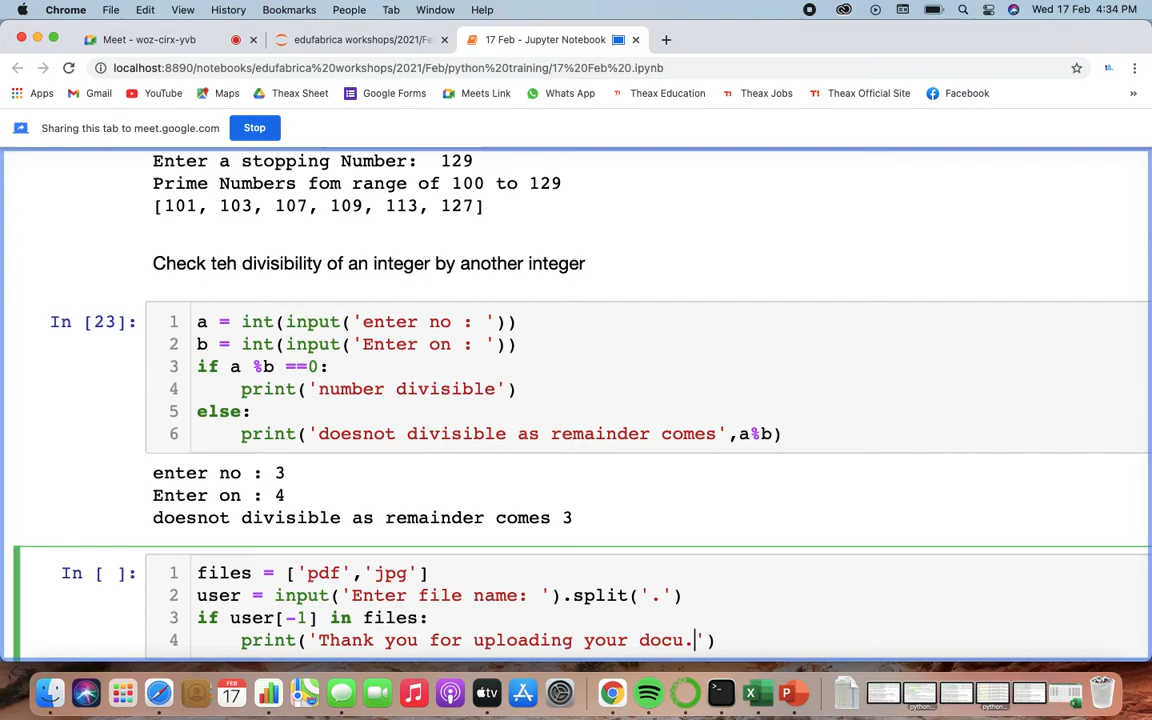 Chrome File Edit View History Bookmarks People Tab Window Help Wed 17 Feb 4:34 PM
Meet - woz-cirx-yvb edufabrica workshops/2021/Fe 17 Feb - Jupyter Notebook
localhost:8890/notebooks/edufabrica%20workshops/2021/Feb/python%20training/17%20Feb%20.ipynb
Apps Gmail YouTube Maps Theax Sheet Google Forms Meets Link Whats App Theax Education Theax Jobs Theax Official Site Facebook »
Sharing this tab to meet.google.com Stop
Enter a stopping Number:  129
Prime Numbers fom range of 100 to 129
[101, 103, 107, 109, 113, 127]
Check teh divisibility of an integer by another integer
In [23]: 1 a = int(input('enter no : '))
2 b = int(input('Enter on : '))
3 if a %b ==0:
4     print('number divisible')
5 else:
6     print('doesnot divisible as remainder comes',a%b)
enter no : 3
Enter on : 4
doesnot divisible as remainder comes 3
In [ ]: 1 files = ['pdf','jpg']
2 user = input('Enter file name: ').split('.')
3 if user[-1] in files:
4     print('Thank you for uploading your docu.')
FEB
17
tv